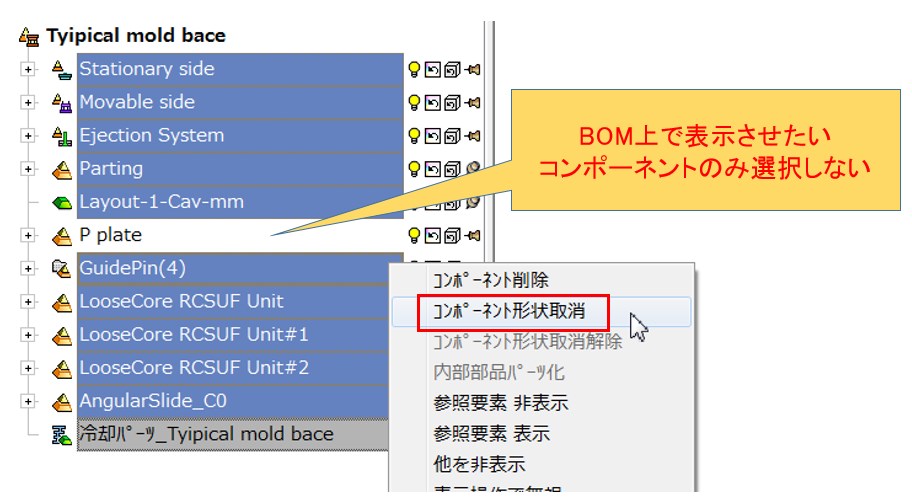 Tyipical mold bace
Stationary side
Movable side
Ejection System
Parting
Layout-1-Cav-mm
P plate
GuidePin(4)
LooseCore RCSUF Unit
LooseCore RCSUF Unit#1
LooseCore RCSUF Unit#2
AngularSlide_C0
冷却ﾊﾟｰﾂ_Tyipical mold bace
BOM上で表示させたい
コンポーネントのみ選択しない
ｺﾝﾎﾟｰﾈﾝﾄ削除
ｺﾝﾎﾟｰﾈﾝﾄ形状取消
ｺﾝﾎﾟｰﾈﾝﾄ形状取消解除
内部部品ﾊﾟｰﾂ化
参照要素 非表示
参照要素 表示
他を非表示